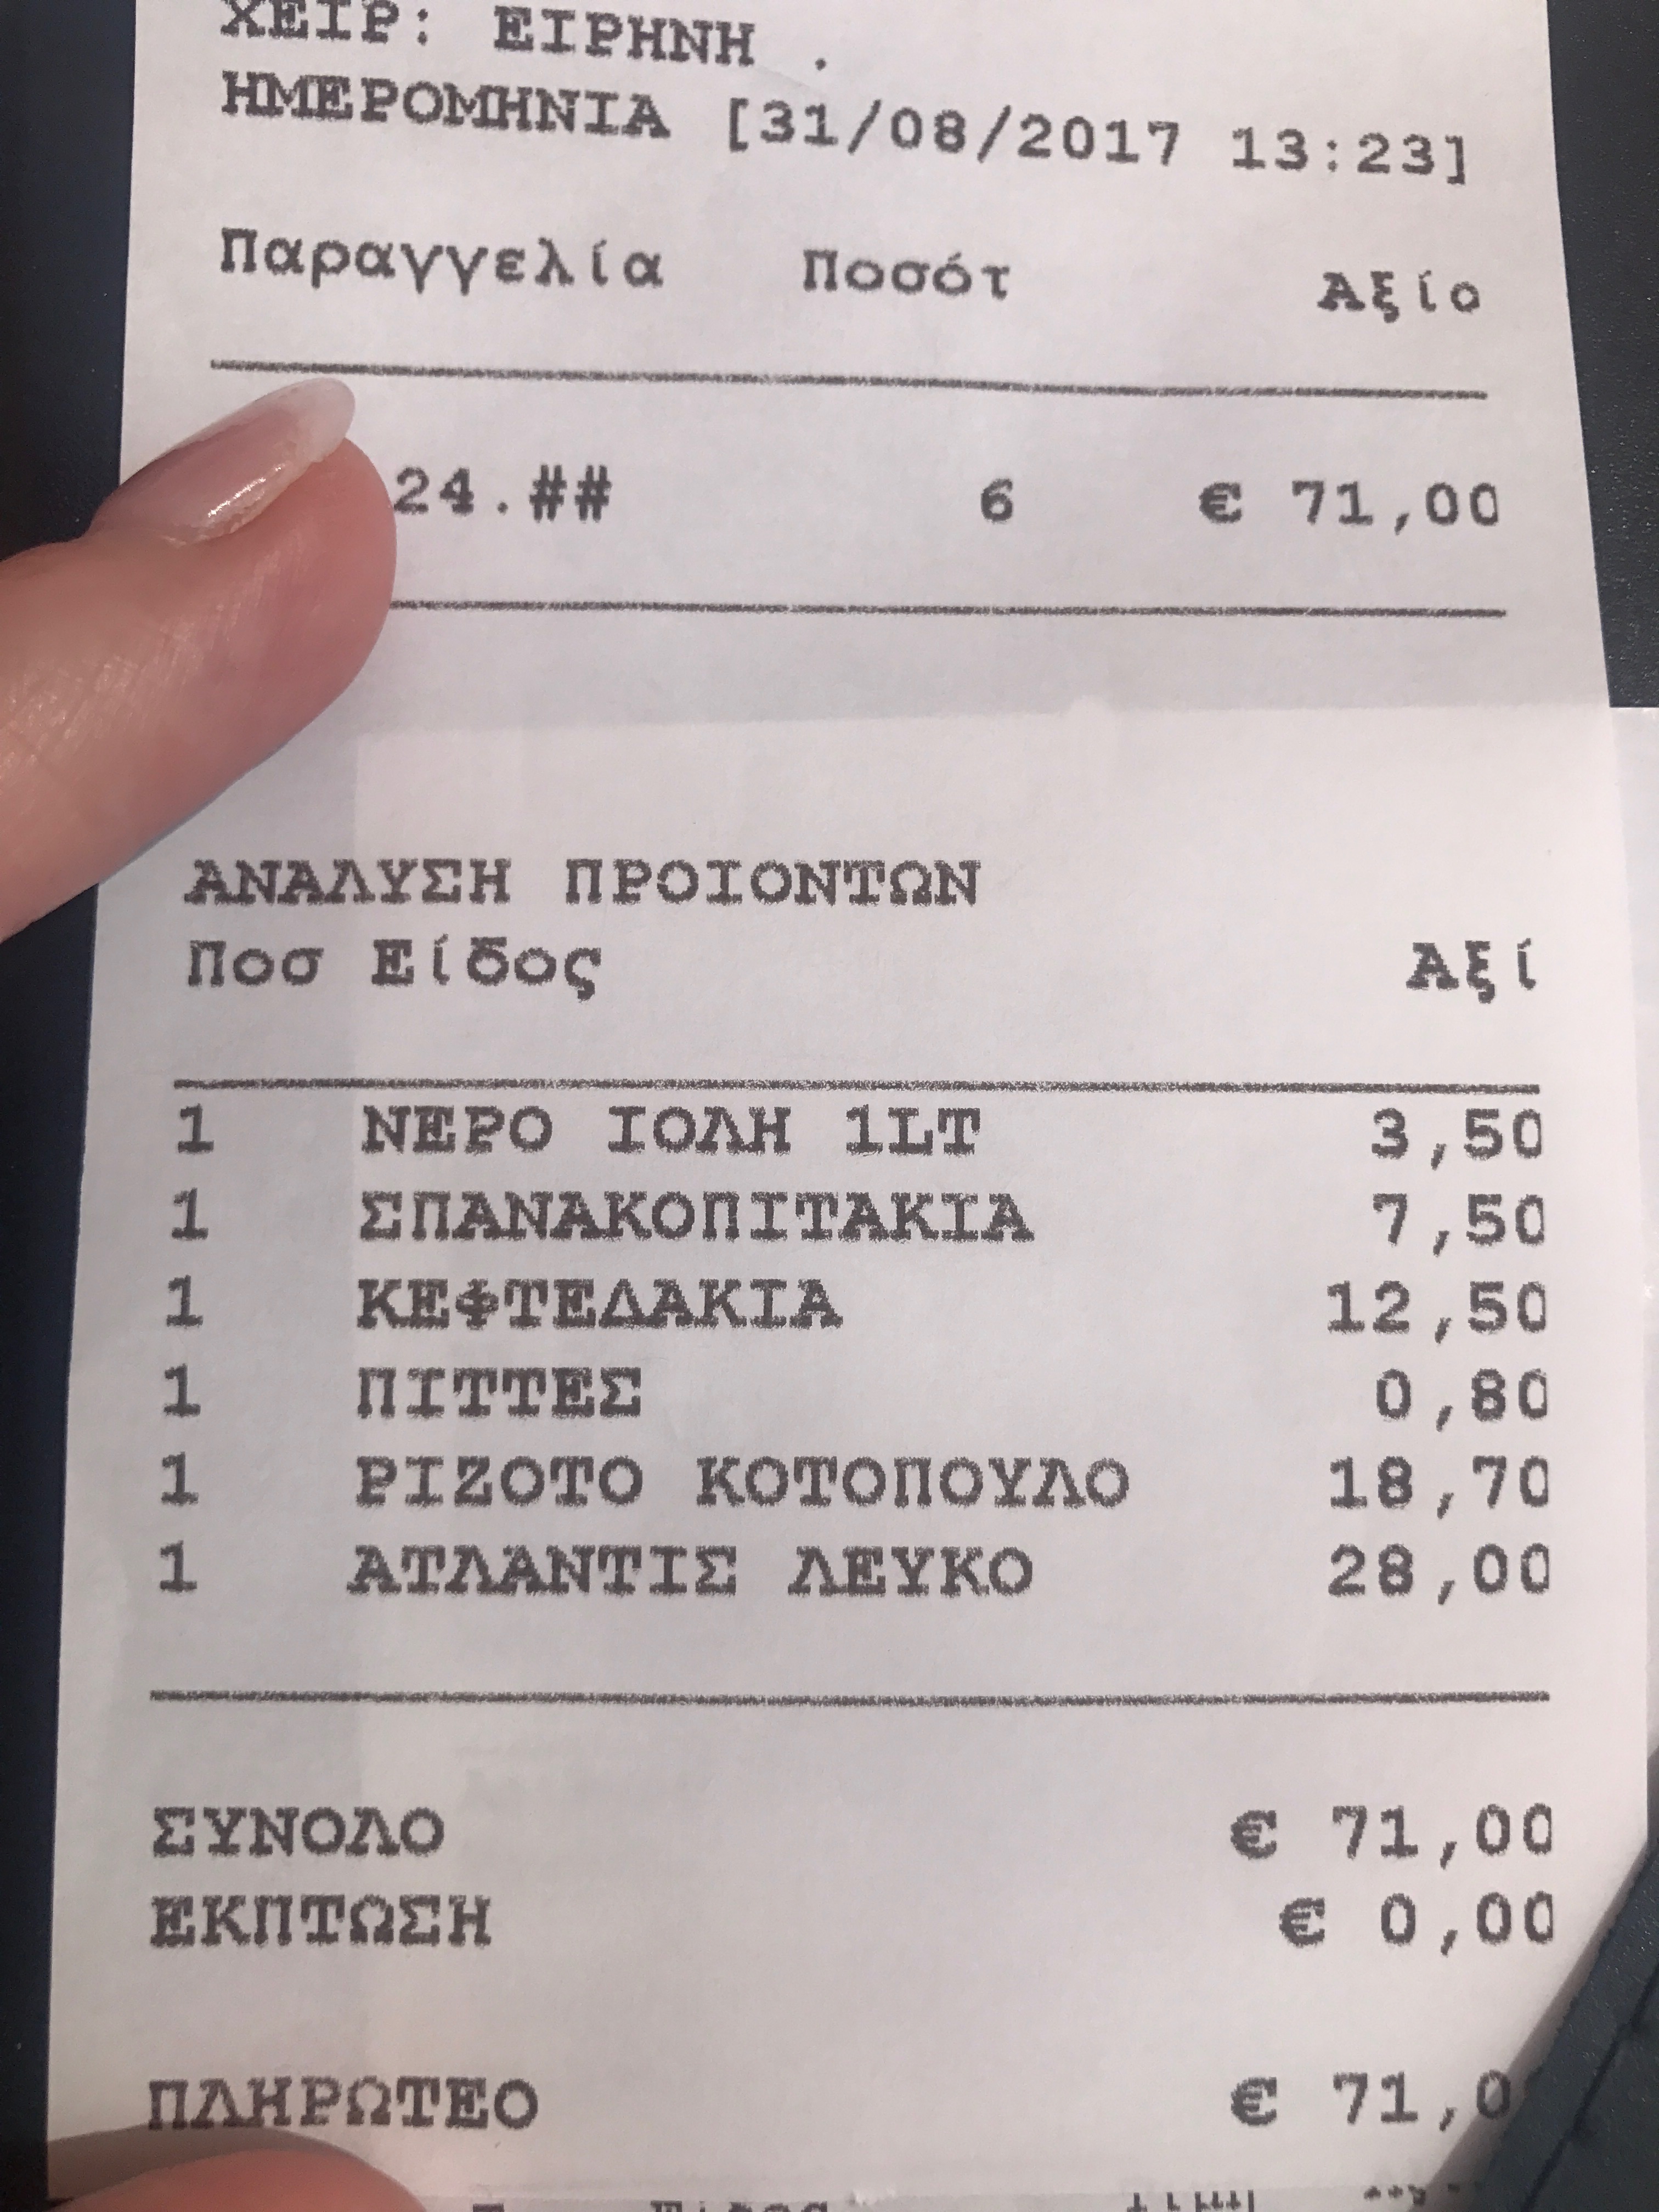 ΧΕΙΡ: ΕΙΡΗΝΗ .
ΗΜΕΡΟΜΗΝΙΑ [31/08/2017 13:23]
Παραγγελία Ποσότ Αξίο
24.## 6 € 71,00
ΑΝΑΛΥΣΗ ΠΡΟΙΟΝΤΩΝ
Ποσ Είδος Αξί
1 ΝΕΡΟ ΙΟΛΗ 1LT 3,50
1 ΣΠΑΝΑΚΟΠΙΤΑΚΙΑ 7,50
1 ΚΕΦΤΕΔΑΚΙΑ 12,50
1 ΠΙΤΤΕΣ 0,80
1 ΡΙΖΟΤΟ ΚΟΤΟΠΟΥΛΟ 18,70
1 ΑΤΛΑΝΤΙΣ ΛΕΥΚΟ 28,00
ΣΥΝΟΛΟ € 71,00
ΕΚΠΤΩΣΗ € 0,00
ΠΛΗΡΩΤΕΟ € 71,0